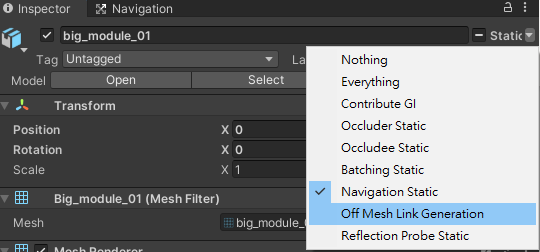 Inspector Navigation
big_module_01 Static
Tag Untagged La
Model Open Select
Nothing
Everything
Contribute GI
Occluder Static
Occludee Static
Batching Static
Navigation Static
Off Mesh Link Generation
Reflection Probe Static
Transform
Position X 0
Rotation X 0
Scale X 1
Big_module_01 (Mesh Filter)
Mesh big_module_0
Mesh Renderer